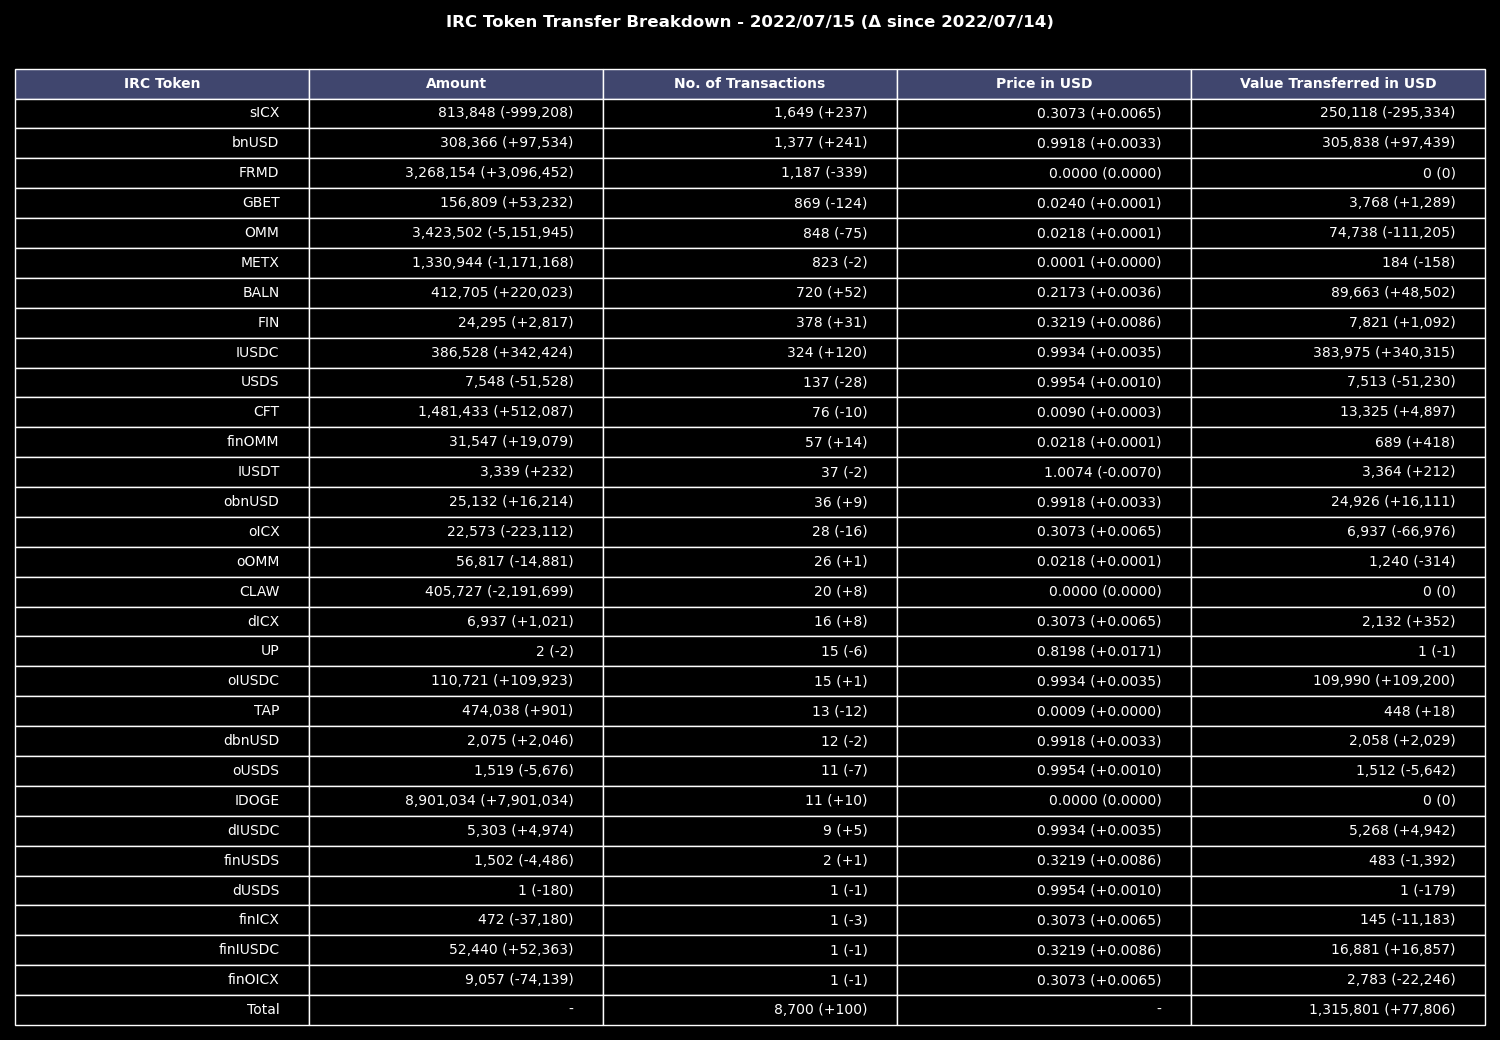 IRC Token Transfer Breakdown - 2022/07/15 (Δ since 2022/07/14)
IRC Token Amount No. of Transactions Price in USD Value Transferred in USD
sICX 813,848 (-999,208) 1,649 (+237) 0.3073 (+0.0065) 250,118 (-295,334)
bnUSD 308,366 (+97,534) 1,377 (+241) 0.9918 (+0.0033) 305,838 (+97,439)
FRMD 3,268,154 (+3,096,452) 1,187 (-339) 0.0000 (0.0000) 0 (0)
GBET 156,809 (+53,232) 869 (-124) 0.0240 (+0.0001) 3,768 (+1,289)
OMM 3,423,502 (-5,151,945) 848 (-75) 0.0218 (+0.0001) 74,738 (-111,205)
METX 1,330,944 (-1,171,168) 823 (-2) 0.0001 (+0.0000) 184 (-158)
BALN 412,705 (+220,023) 720 (+52) 0.2173 (+0.0036) 89,663 (+48,502)
FIN 24,295 (+2,817) 378 (+31) 0.3219 (+0.0086) 7,821 (+1,092)
IUSDC 386,528 (+342,424) 324 (+120) 0.9934 (+0.0035) 383,975 (+340,315)
USDS 7,548 (-51,528) 137 (-28) 0.9954 (+0.0010) 7,513 (-51,230)
CFT 1,481,433 (+512,087) 76 (-10) 0.0090 (+0.0003) 13,325 (+4,897)
finOMM 31,547 (+19,079) 57 (+14) 0.0218 (+0.0001) 689 (+418)
IUSDT 3,339 (+232) 37 (-2) 1.0074 (-0.0070) 3,364 (+212)
obnUSD 25,132 (+16,214) 36 (+9) 0.9918 (+0.0033) 24,926 (+16,111)
oICX 22,573 (-223,112) 28 (-16) 0.3073 (+0.0065) 6,937 (-66,976)
oOMM 56,817 (-14,881) 26 (+1) 0.0218 (+0.0001) 1,240 (-314)
CLAW 405,727 (-2,191,699) 20 (+8) 0.0000 (0.0000) 0 (0)
dICX 6,937 (+1,021) 16 (+8) 0.3073 (+0.0065) 2,132 (+352)
UP 2 (-2) 15 (-6) 0.8198 (+0.0171) 1 (-1)
oIUSDC 110,721 (+109,923) 15 (+1) 0.9934 (+0.0035) 109,990 (+109,200)
TAP 474,038 (+901) 13 (-12) 0.0009 (+0.0000) 448 (+18)
dbnUSD 2,075 (+2,046) 12 (-2) 0.9918 (+0.0033) 2,058 (+2,029)
oUSDS 1,519 (-5,676) 11 (-7) 0.9954 (+0.0010) 1,512 (-5,642)
IDOGE 8,901,034 (+7,901,034) 11 (+10) 0.0000 (0.0000) 0 (0)
dIUSDC 5,303 (+4,974) 9 (+5) 0.9934 (+0.0035) 5,268 (+4,942)
finUSDS 1,502 (-4,486) 2 (+1) 0.3219 (+0.0086) 483 (-1,392)
dUSDS 1 (-180) 1 (-1) 0.9954 (+0.0010) 1 (-179)
finICX 472 (-37,180) 1 (-3) 0.3073 (+0.0065) 145 (-11,183)
finIUSDC 52,440 (+52,363) 1 (-1) 0.3219 (+0.0086) 16,881 (+16,857)
finOICX 9,057 (-74,139) 1 (-1) 0.3073 (+0.0065) 2,783 (-22,246)
Total - 8,700 (+100) - 1,315,801 (+77,806)